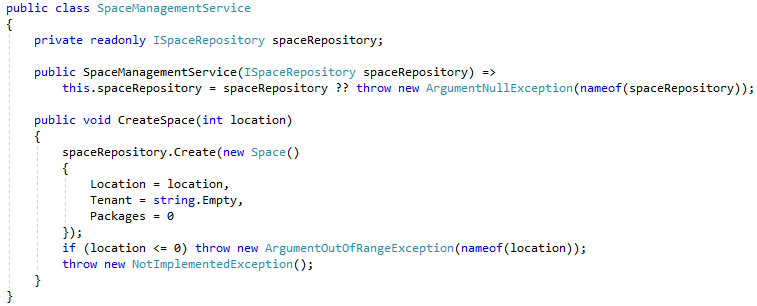 public class SpaceManagementService
{
    private readonly ISpaceRepository spaceRepository;

    public SpaceManagementService(ISpaceRepository spaceRepository) =>
        this.spaceRepository = spaceRepository ?? throw new ArgumentNullException(nameof(spaceRepository));

    public void CreateSpace(int location)
    {
        spaceRepository.Create(new Space()
        {
            Location = location,
            Tenant = string.Empty,
            Packages = 0
        });
        if (location <= 0) throw new ArgumentOutOfRangeException(nameof(location));
        throw new NotImplementedException();
    }
}